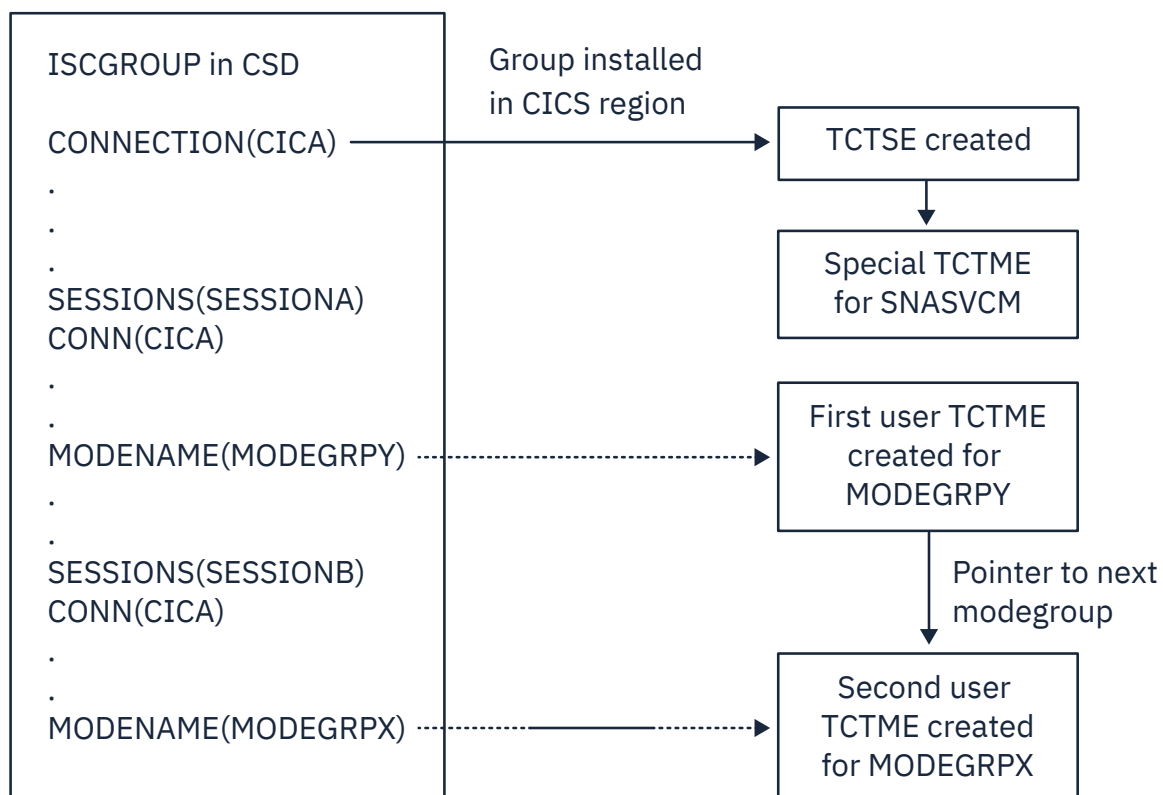 ISCGROUP in CSD
CONNECTION(CICA)
.
.
.
SESSIONS(SESSIONA)
CONN(CICA)
.
.
MODENAME(MODEGRPY)
.
.
SESSIONS(SESSIONB)
CONN(CICA)
.
.
MODENAME(MODEGRPX)
Group installed
in CICS region
TCTSE created
Special TCTME
for SNASVCM
First user TCTME
created for
MODEGRPY
Pointer to next
modegroup
Second user
TCTME created
for MODEGRPX